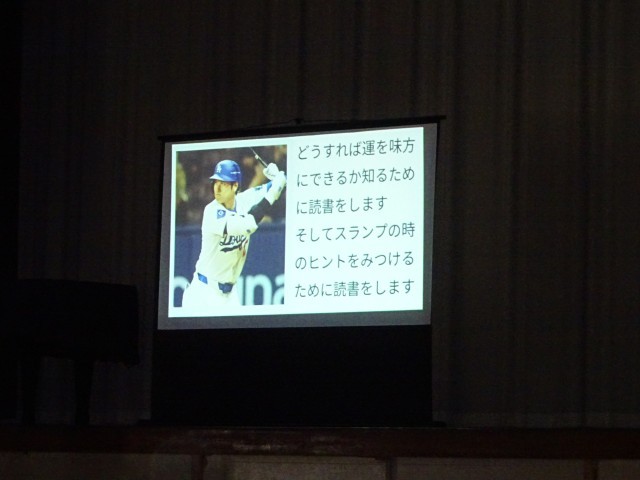 どうすれば運を味方
にできるか知るため
に読書をします
そしてスランプの時
のヒントをみつける
ために読書をします